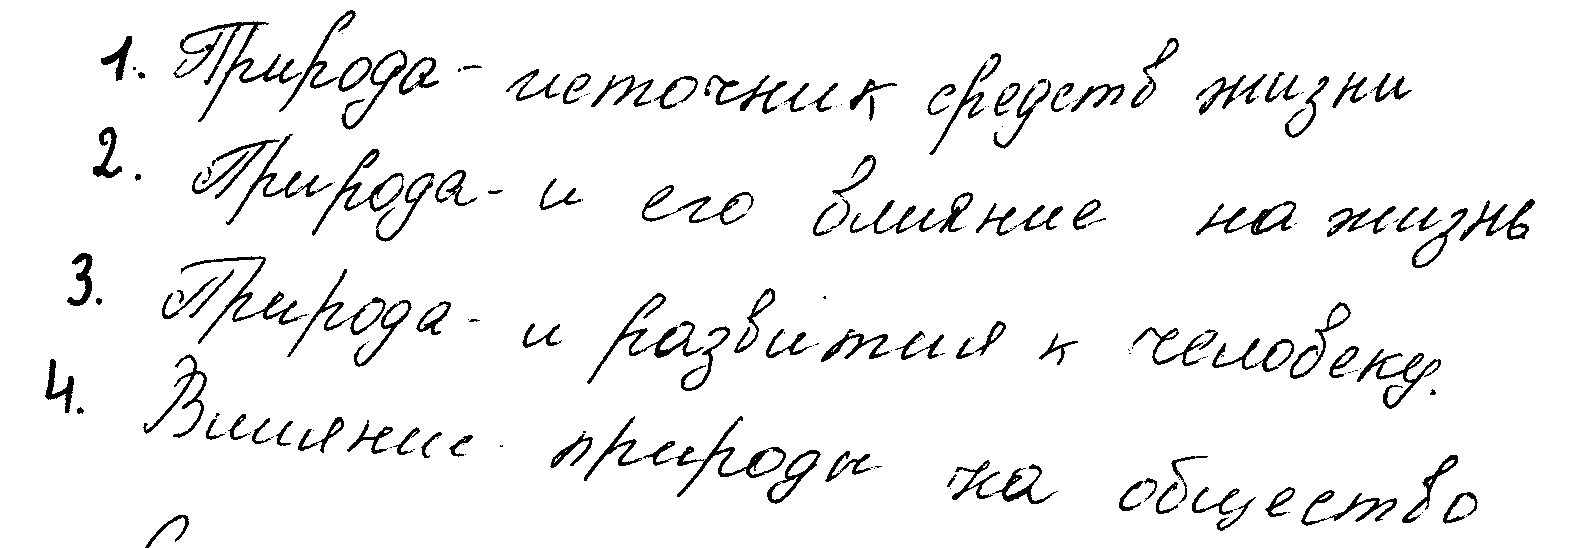 1. Природа - источник средств жизни
2. Природа - и его влияние на жизнь
3. Природа - и развития к человеку.
4. Влияние природы на общество